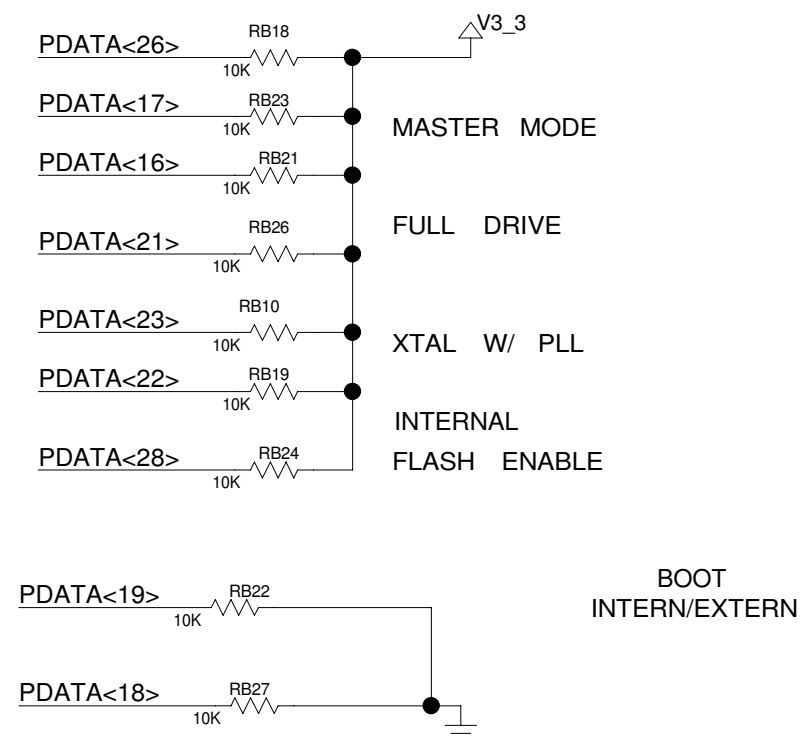 V3_3
RB18
PDATA<26>
10K
RB23
PDATA<17>
10K
MASTER MODE
RB21
PDATA<16>
10K
RB26
FULL DRIVE
PDATA<21>
10K
RB10
PDATA<23>
10K
XTAL W/ PLL
RB19
PDATA<22>
10K
INTERNAL
RB24
PDATA<28>
FLASH ENABLE
10K
BOOT
INTERN/EXTERN
RB22
PDATA<19>
10K
RB27
PDATA<18>
10K